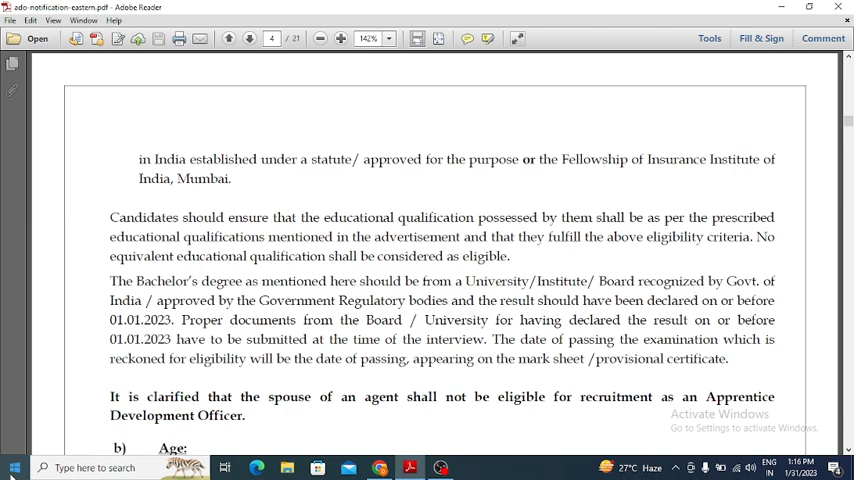 ado-notification-eastern.pdf - Adobe Reader
File Edit View Window Help
Open 4 / 21 142% Tools Fill & Sign Comment
in India established under a statute/ approved for the purpose or the Fellowship of Insurance Institute of
India, Mumbai.
Candidates should ensure that the educational qualification possessed by them shall be as per the prescribed
educational qualifications mentioned in the advertisement and that they fulfill the above eligibility criteria. No
equivalent educational qualification shall be considered as eligible.
The Bachelor's degree as mentioned here should be from a University/Institute/ Board recognized by Govt. of
India / approved by the Government Regulatory bodies and the result should have been declared on or before
01.01.2023. Proper documents from the Board / University for having declared the result on or before
01.01.2023 have to be submitted at the time of the interview. The date of passing the examination which is
reckoned for eligibility will be the date of passing, appearing on the mark sheet /provisional certificate.
It is clarified that the spouse of an agent shall not be eligible for recruitment as an Apprentice
Development Officer.
Activate Windows
Go to Settings to activate Windows.
b) Age:
Type here to search 27°C Haze ENG 1:16 PM
IN 1/31/2023 4